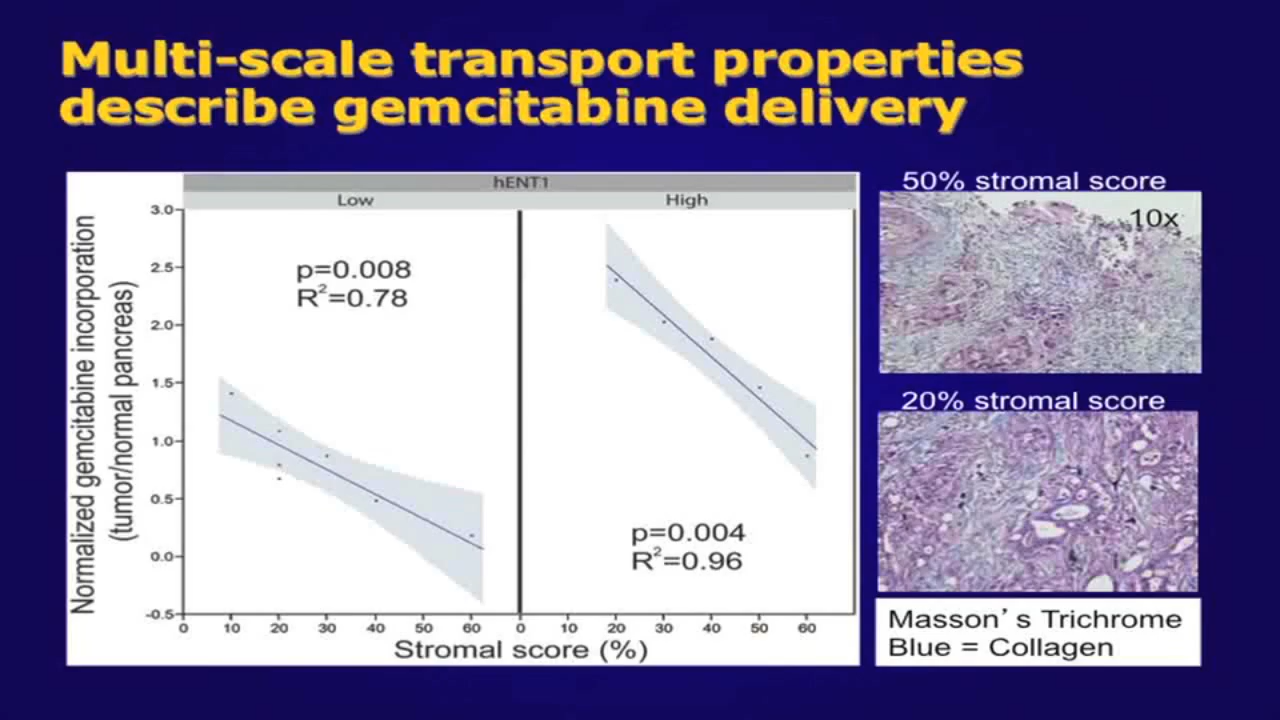 Multi-scale transport properties
describe gemcitabine delivery
hENT1
Low
High
Normalized gemcitabine incorporation
(tumor/normal pancreas)
3.0
2.5
2.0
1.5
1.0
0.5
0.0
-0.5
p=0.008
R²=0.78
p=0.004
R²=0.96
0 10 20 30 40 50 60 0 10 20 30 40 50 60
Stromal score (%)
50% stromal score
10x
20% stromal score
Masson's Trichrome
Blue = Collagen